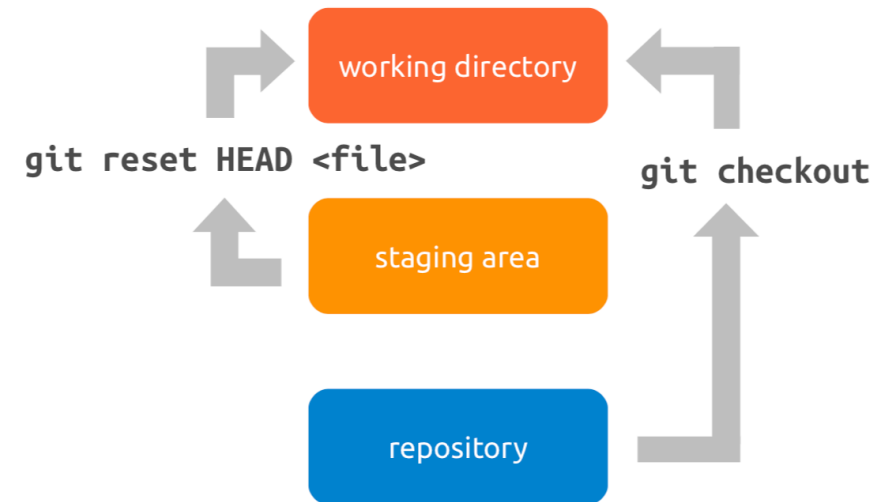 working directory
git reset HEAD <file>
git checkout
staging area
repository